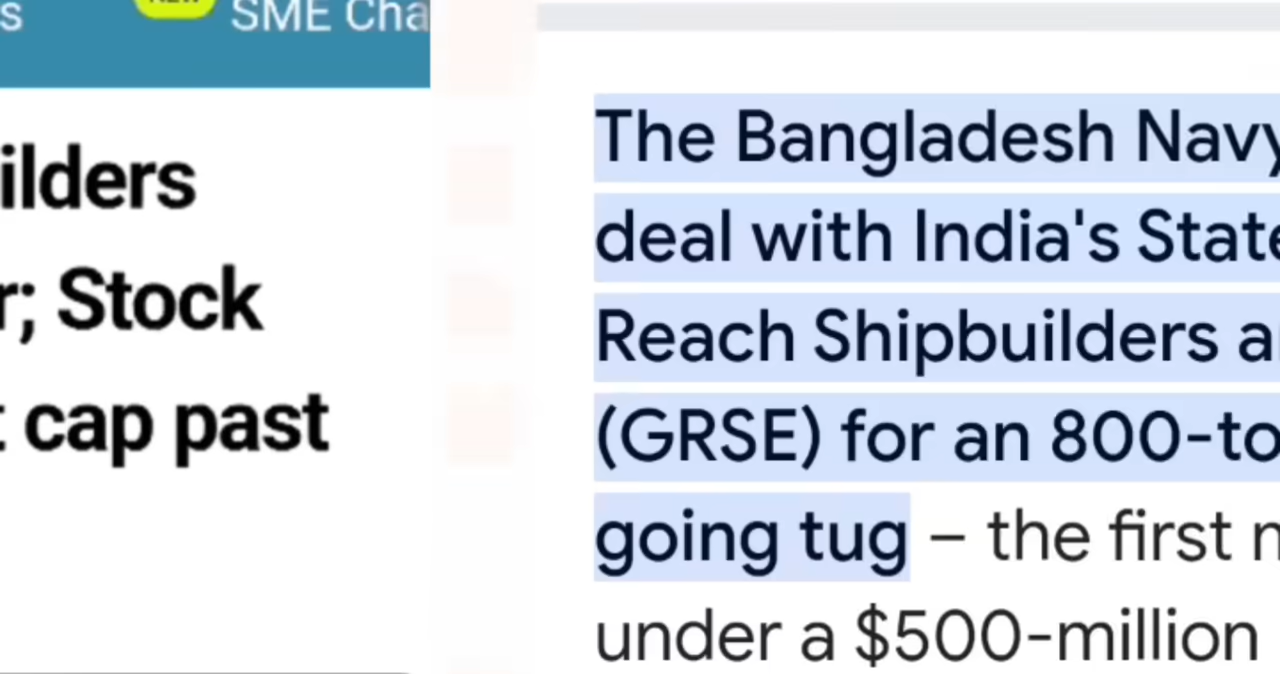 s NEW SME Cha
ilders
r; Stock
t cap past
The Bangladesh Navy
deal with India's State
Reach Shipbuilders a
(GRSE) for an 800-to
going tug – the first
under a $500-million